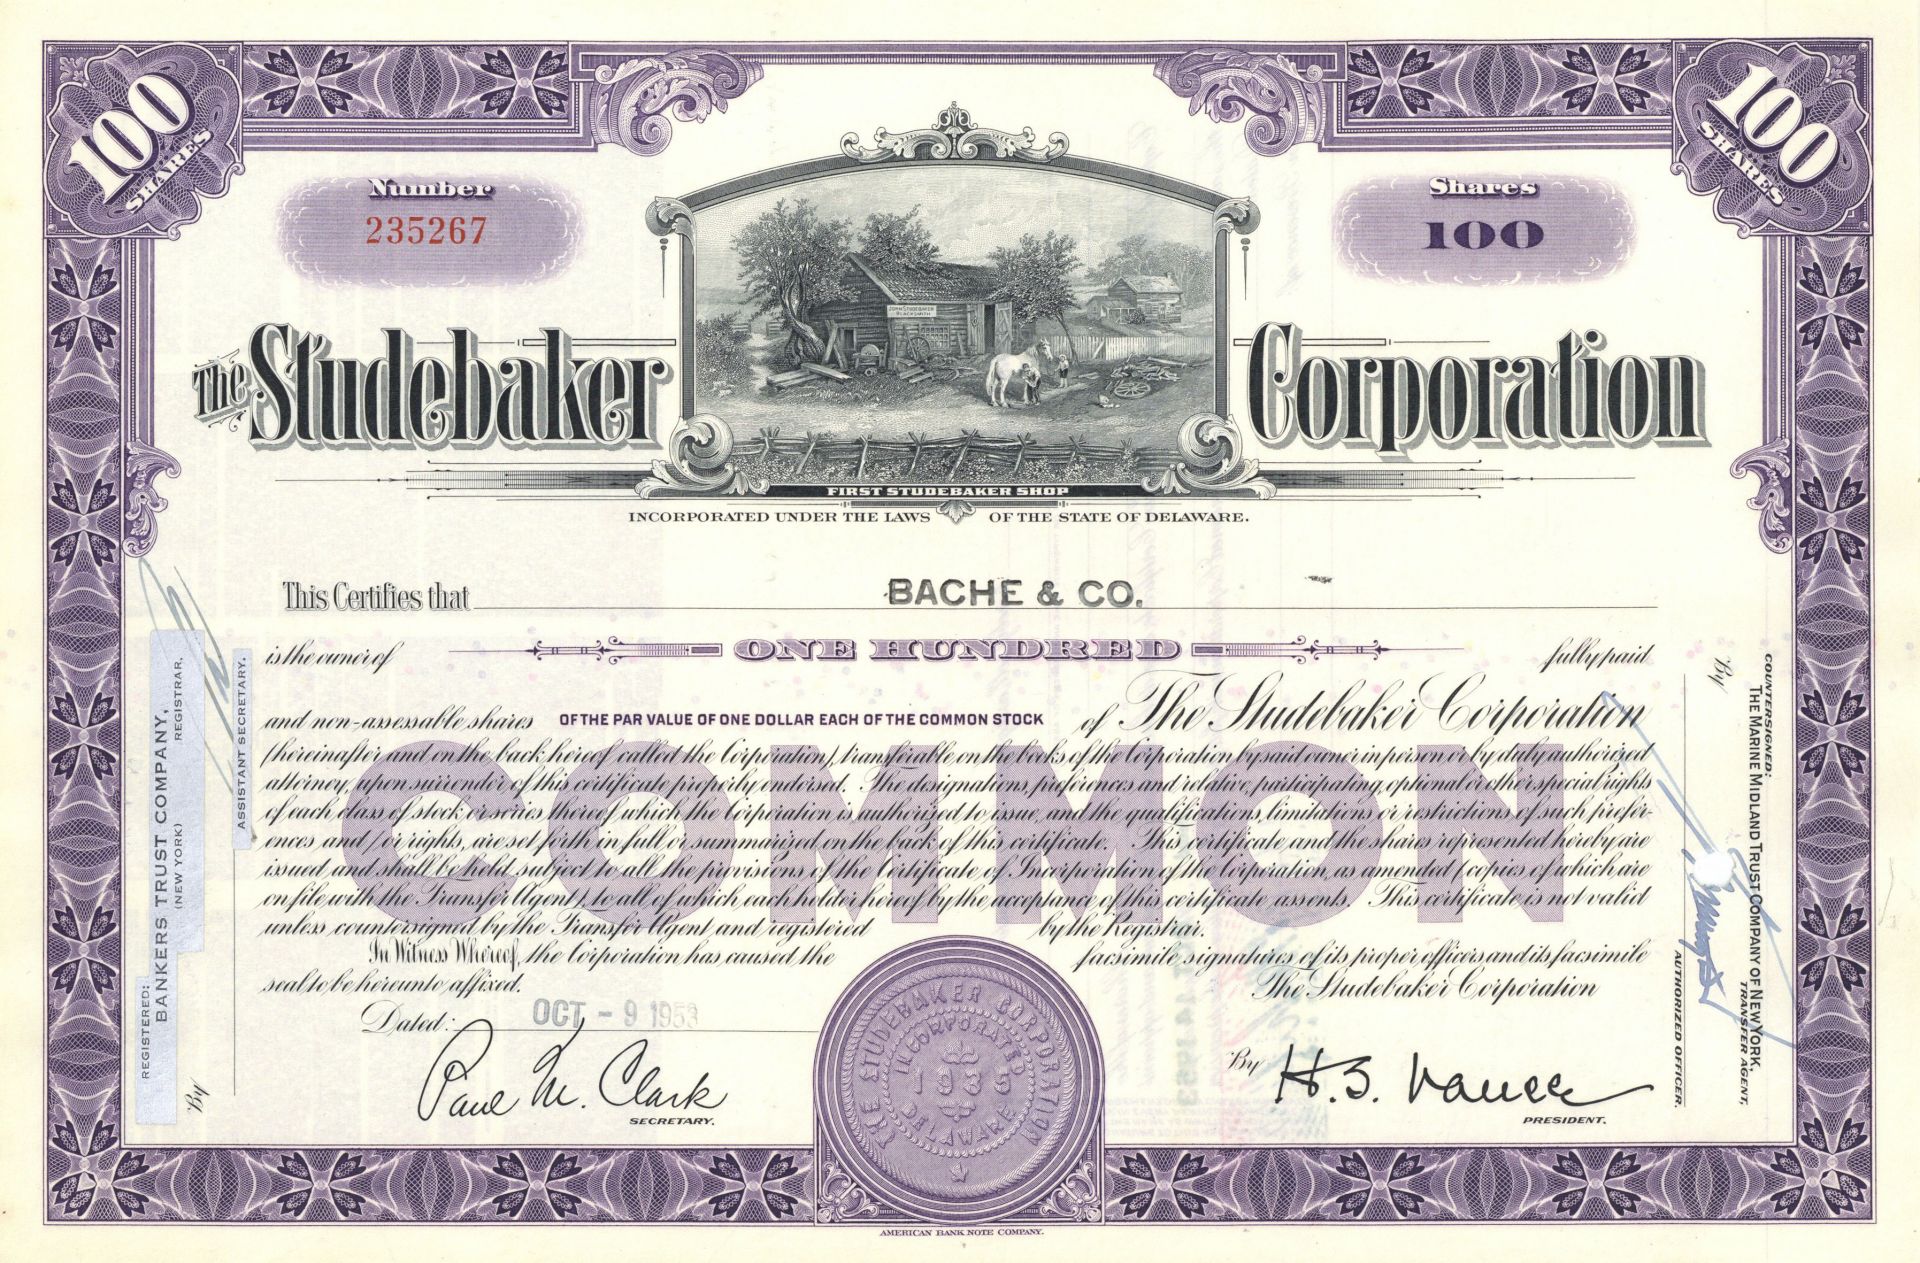 100
SHARES
100
SHARES
Number
235267
Shares
100
JOHN STUDEBAKER
BLACKSMITH
The Studebaker Corporation
FIRST STUDEBAKER SHOP
INCORPORATED UNDER THE LAWS OF THE STATE OF DELAWARE.
This Certifies that BACHE & CO.
is the owner of ONE HUNDRED fully paid
and non-assessable shares OF THE PAR VALUE OF ONE DOLLAR EACH OF THE COMMON STOCK of The Studebaker Corporation
(hereinafter and on the back hereof called the Corporation), transferable on the books of the Corporation by said owner in person or by duly authorized
attorney, upon surrender of this certificate properly endorsed. The designations, preferences and relative, participating, optional or other special rights
of each class of stock or series thereof which the Corporation is authorized to issue, and the qualifications, limitations or restrictions of such prefer-
ences and/or rights, are set forth in full or summarized on the back of this certificate. This certificate and the shares represented hereby are
issued and shall be held subject to all the provisions of the Certificate of Incorporation of the Corporation, as amended (copies of which are
on file with the Transfer Agent), to all of which each holder hereof by the acceptance of this certificate assents. This certificate is not valid
unless countersigned by the Transfer Agent and registered by the Registrar.
In Witness Whereof, the Corporation has caused the facsimile signatures of its proper officers and its facsimile
seal to be hereunto affixed.
COMMON
The Studebaker Corporation
Dated: OCT - 9 1953
Paul M. Clark
SECRETARY.
By H. S. Vance
PRESIDENT.
THE STUDEBAKER CORPORATION
INCORPORATED
1935
DELAWARE
REGISTERED:
BANKERS TRUST COMPANY,
(NEW YORK) REGISTRAR,
By
ASSISTANT SECRETARY.
COUNTERSIGNED:
THE MARINE MIDLAND TRUST COMPANY OF NEW YORK,
TRANSFER AGENT,
By
AUTHORIZED OFFICER.
AMERICAN BANK NOTE COMPANY.